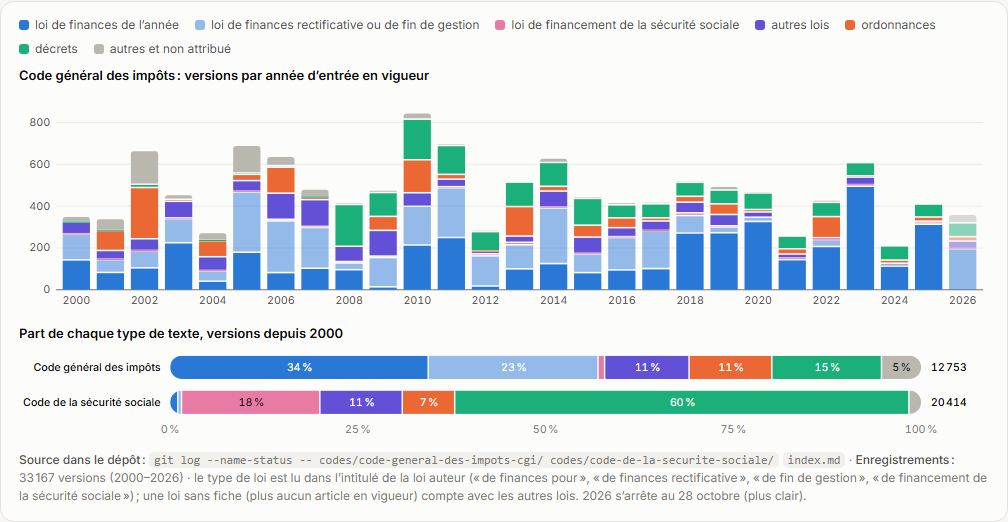 loi de finances de l’année loi de finances rectificative ou de fin de gestion loi de financement de la sécurité sociale autres lois ordonnances
décrets autres et non attribué
Code général des impôts : versions par année d’entrée en vigueur
800
600
400
200
0
2000 2002 2004 2006 2008 2010 2012 2014 2016 2018 2020 2022 2024 2026
Part de chaque type de texte, versions depuis 2000
Code général des impôts 34 % 23 % 11 % 11 % 15 % 5 % 12 753
Code de la sécurité sociale 18 % 11 % 7 % 60 % 20 414
0 % 25 % 50 % 75 % 100 %
Source dans le dépôt : git log --name-status -- codes/code-general-des-impots-cgi/ codes/code-de-la-securite-sociale/ index.md · Enregistrements :
33 167 versions (2000–2026) · le type de loi est lu dans l’intitulé de la loi auteur (« de finances pour », « de finances rectificative », « de fin de gestion », « de financement de
la sécurité sociale ») ; une loi sans fiche (plus aucun article en vigueur) compte avec les autres lois. 2026 s’arrête au 28 octobre (plus clair).